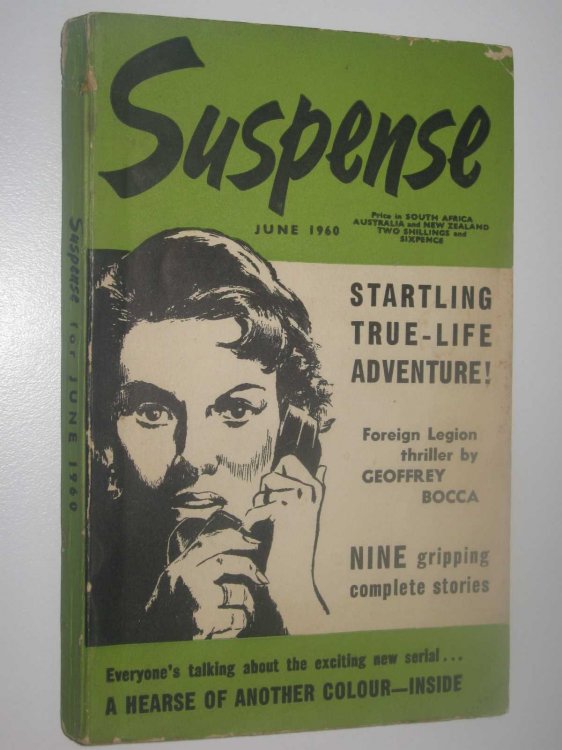 Suspense
JUNE 1960
Price in SOUTH AFRICA
AUSTRALIA and NEW ZEALAND
TWO SHILLINGS and
SIXPENCE
STARTLING
TRUE-LIFE
ADVENTURE!
Foreign Legion
thriller by
GEOFFREY
BOCCA
NINE gripping
complete stories
Everyone's talking about the exciting new serial...
A HEARSE OF ANOTHER COLOUR—INSIDE
Suspense for JUNE 1960